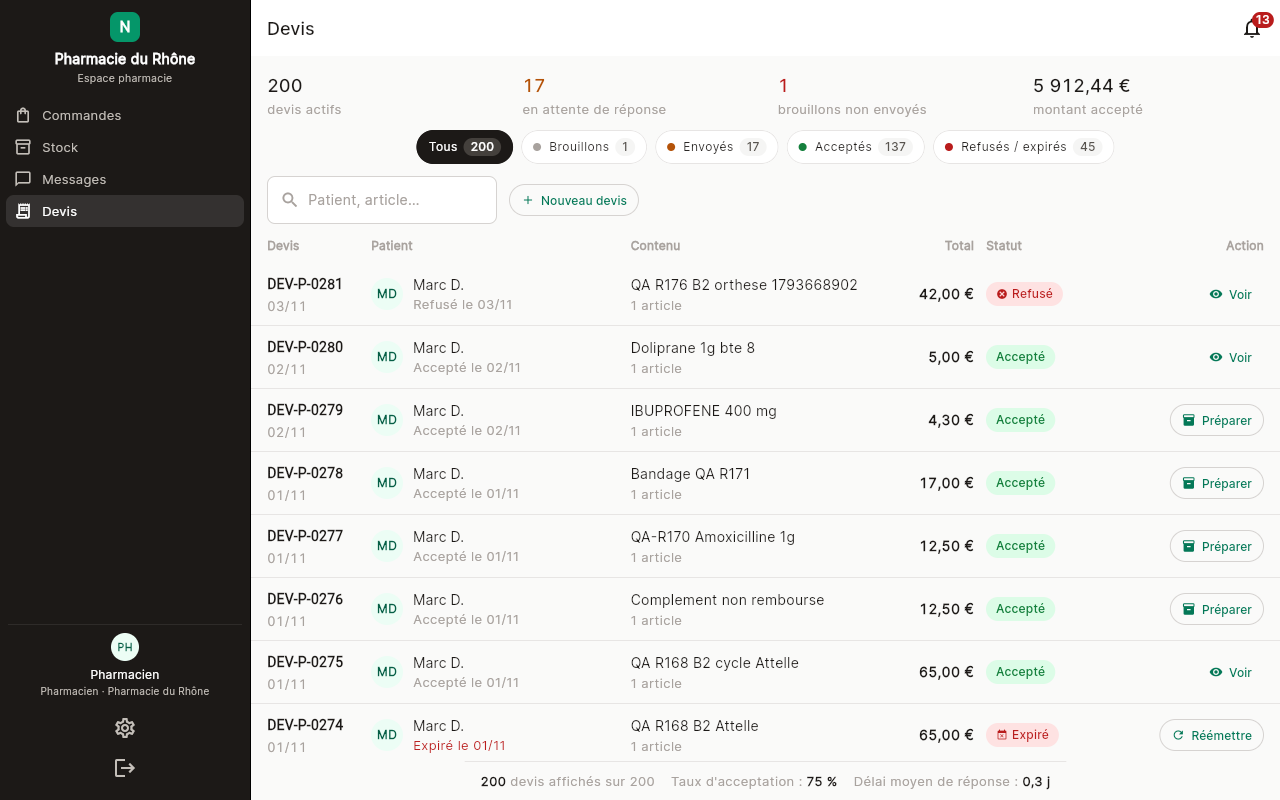 N
Pharmacie du Rhône
Espace pharmacie
Commandes
Stock
Messages
Devis
PH
Pharmacien
Pharmacien · Pharmacie du Rhône
Devis
13
200
devis actifs
17
en attente de réponse
1
brouillons non envoyés
5 912,44 €
montant accepté
Tous 200
Brouillons 1
Envoyés 17
Acceptés 137
Refusés / expirés 45
Patient, article...
Nouveau devis
Devis Patient Contenu Total Statut Action
DEV-P-0281 MD Marc D. QA R176 B2 orthese 1793668902 42,00 € Refusé Voir
03/11 Refusé le 03/11 1 article
DEV-P-0280 MD Marc D. Doliprane 1g bte 8 5,00 € Accepté Voir
02/11 Accepté le 02/11 1 article
DEV-P-0279 MD Marc D. IBUPROFENE 400 mg 4,30 € Accepté Préparer
02/11 Accepté le 02/11 1 article
DEV-P-0278 MD Marc D. Bandage QA R171 17,00 € Accepté Préparer
01/11 Accepté le 01/11 1 article
DEV-P-0277 MD Marc D. QA-R170 Amoxicilline 1g 12,50 € Accepté Préparer
01/11 Accepté le 01/11 1 article
DEV-P-0276 MD Marc D. Complement non rembourse 12,50 € Accepté Préparer
01/11 Accepté le 01/11 1 article
DEV-P-0275 MD Marc D. QA R168 B2 cycle Attelle 65,00 € Accepté Voir
01/11 Accepté le 01/11 1 article
DEV-P-0274 MD Marc D. QA R168 B2 Attelle 65,00 € Expiré Réémettre
01/11 Expiré le 01/11 1 article
200 devis affichés sur 200 Taux d'acceptation : 75 % Délai moyen de réponse : 0,3 j